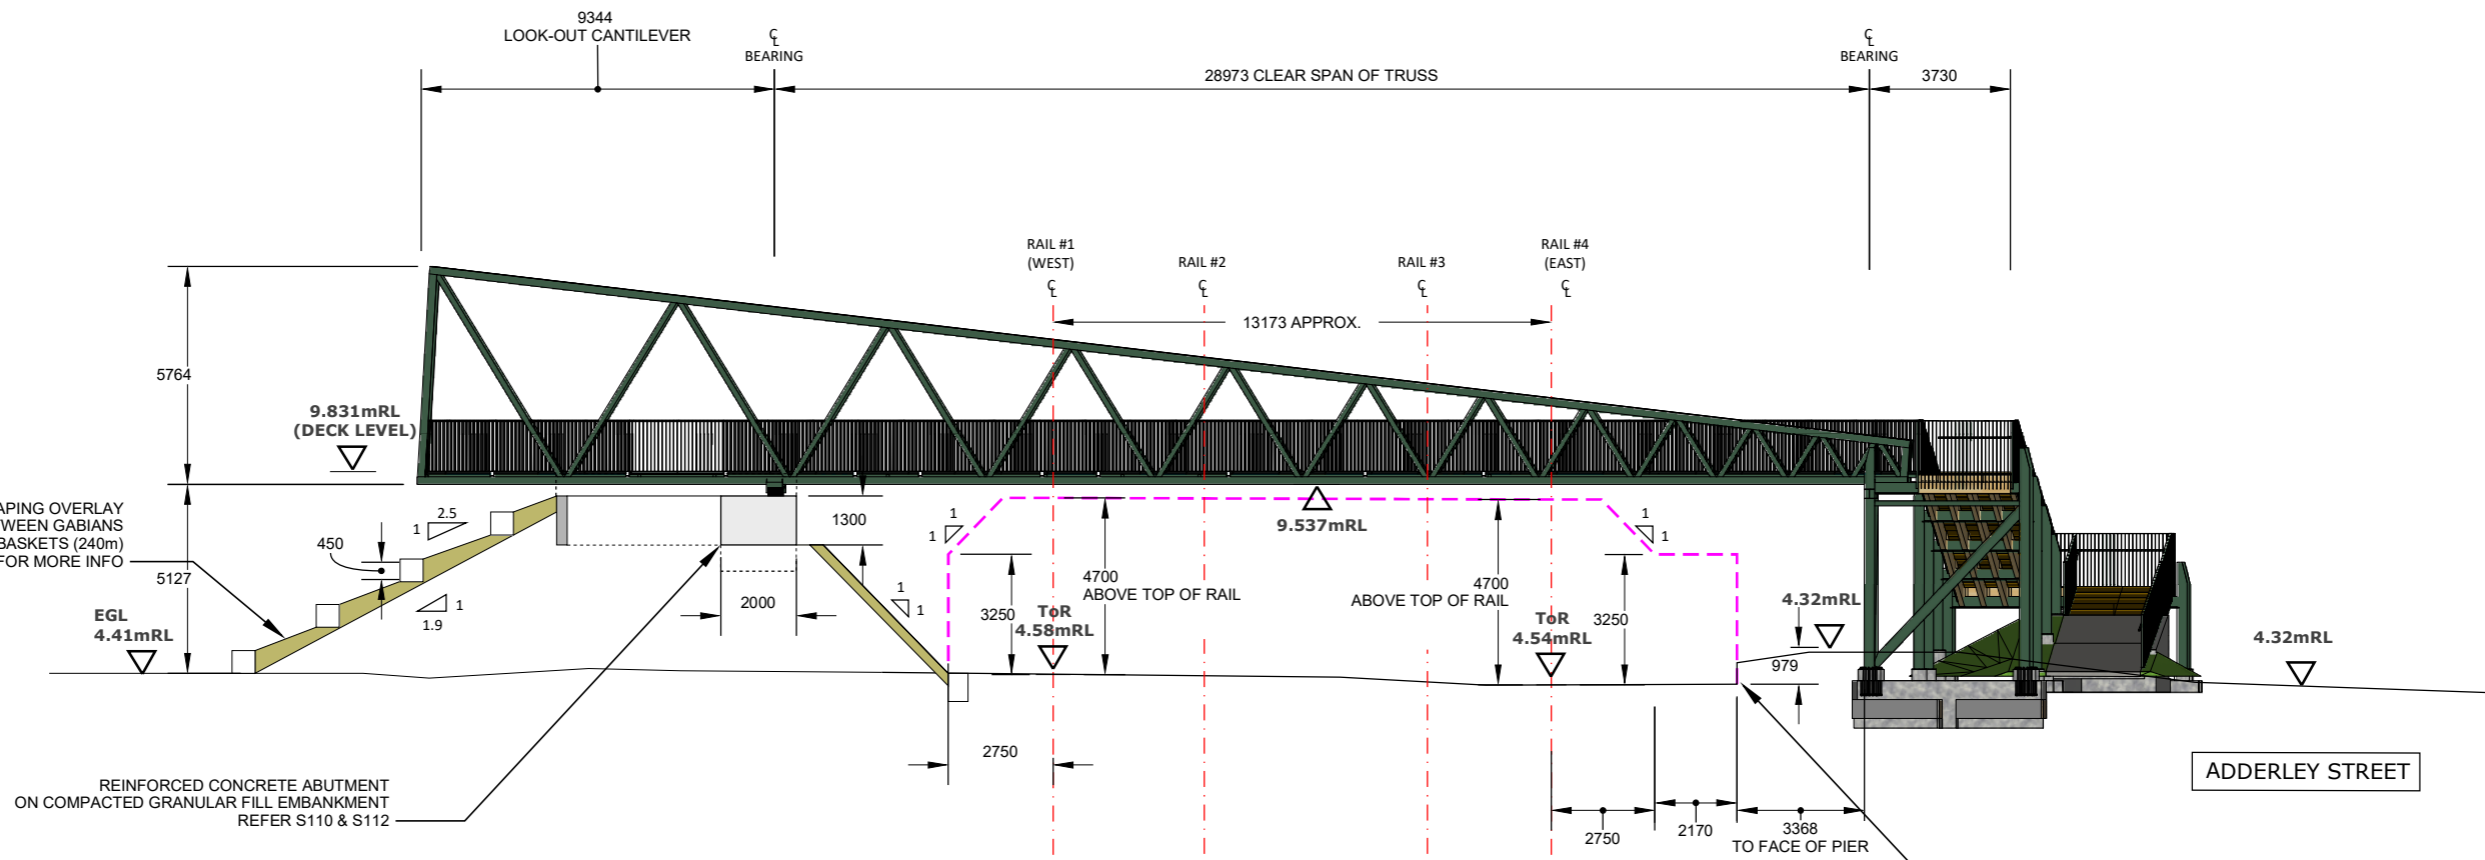 9344
LOOK-OUT CANTILEVER
℄
BEARING
28973 CLEAR SPAN OF TRUSS
℄
BEARING
3730
RAIL #1
(WEST)
℄
RAIL #2
℄
RAIL #3
℄
RAIL #4
(EAST)
℄
13173 APPROX.
5764
9.831mRL
(DECK LEVEL)
APING OVERLAY
TWEEN GABIANS
BASKETS (240m)
FOR MORE INFO
5127
450
1
2.5
1
1.9
EGL
4.41mRL
1300
2000
1
1
1
1
3250
4700
ABOVE TOP OF RAIL
ToR
4.58mRL
9.537mRL
4700
ABOVE TOP OF RAIL
ToR
4.54mRL
1
1
3250
4.32mRL
979
4.32mRL
2750
2750
2170
3368
TO FACE OF PIER
REINFORCED CONCRETE ABUTMENT
ON COMPACTED GRANULAR FILL EMBANKMENT
REFER S110 & S112
ADDERLEY STREET